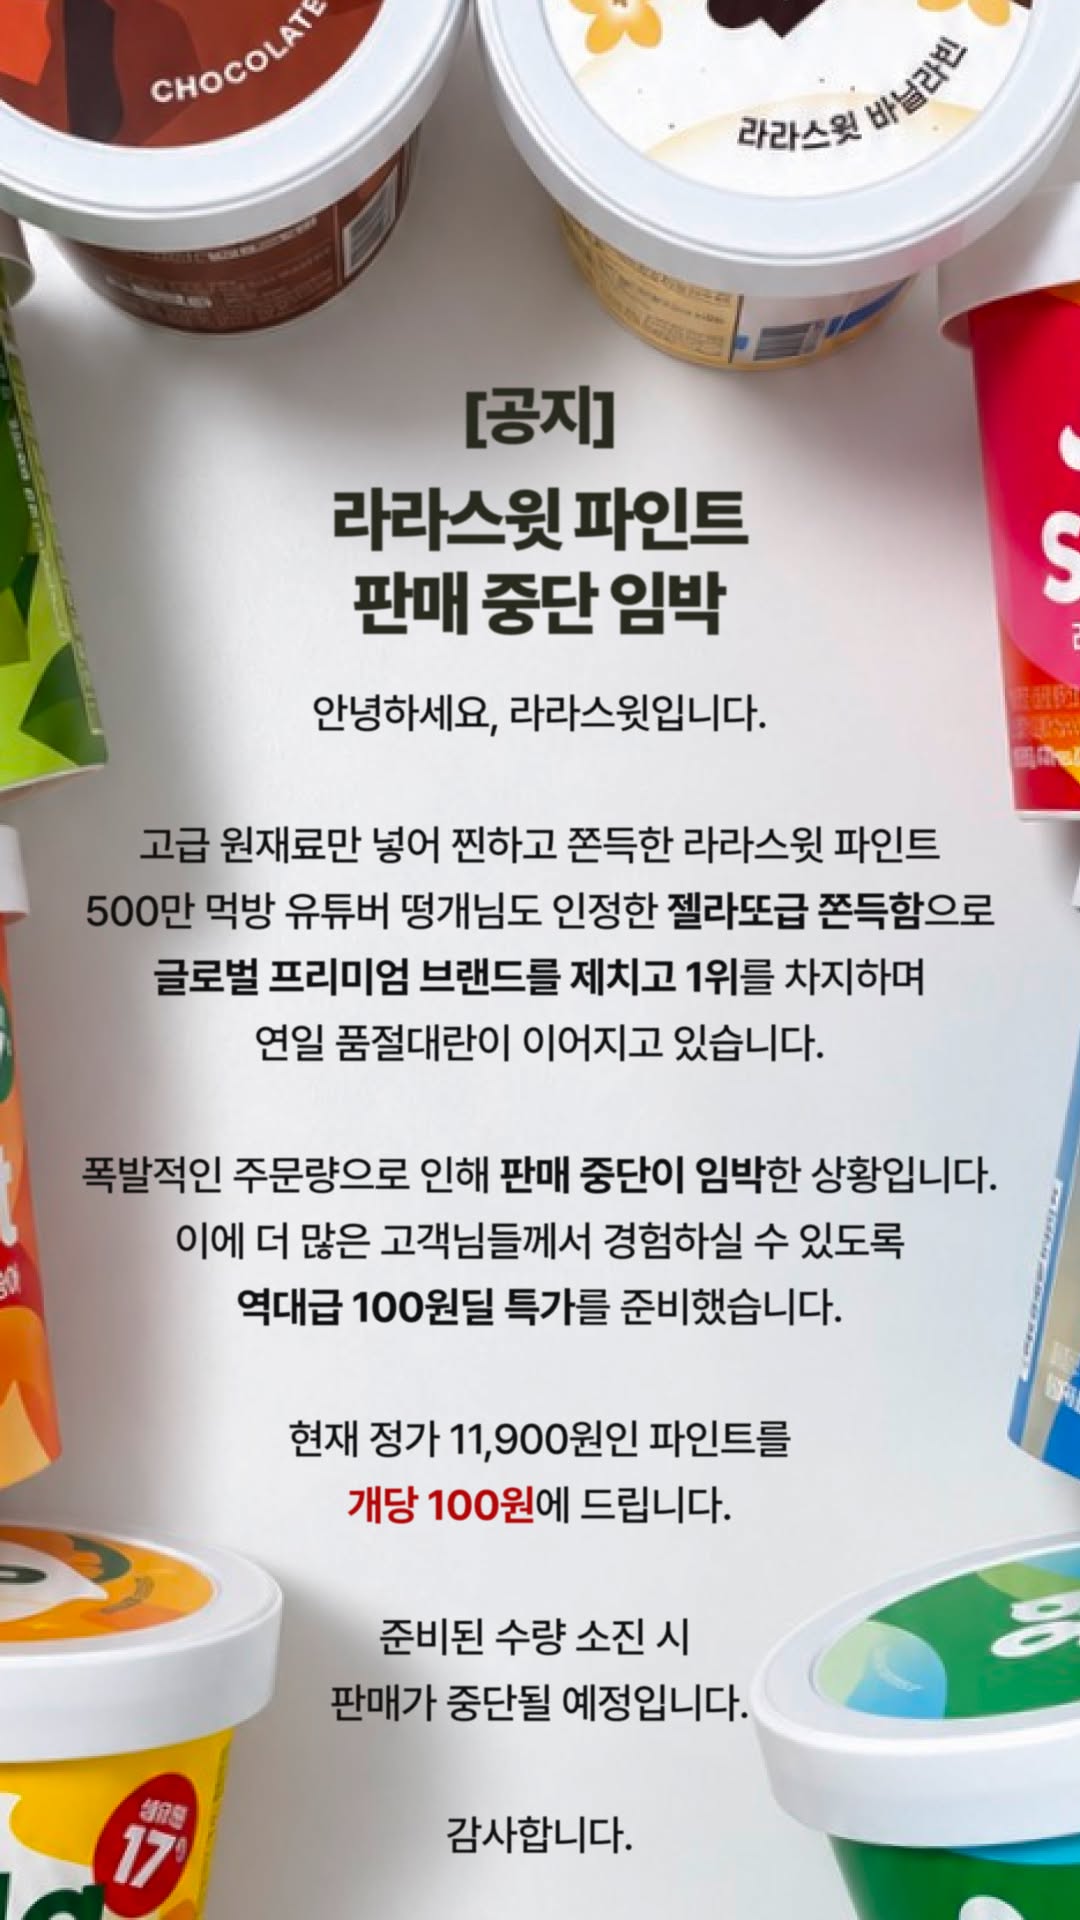 CHOCOLATE
라라스윗 바닐라빈
[공지]
라라스윗 파인트
판매 중단 임박
안녕하세요, 라라스윗입니다.
고급 원재료만 넣어 찐하고 쫀득한 라라스윗 파인트
500만 먹방 유튜버 떵개님도 인정한 젤라또급 쫀득함으로
글로벌 프리미엄 브랜드를 제치고 1위를 차지하며
연일 품절대란이 이어지고 있습니다.
폭발적인 주문량으로 인해 판매 중단이 임박한 상황입니다.
이에 더 많은 고객님들께서 경험하실 수 있도록
역대급 100원딜 특가를 준비했습니다.
현재 정가 11,900원인 파인트를
개당 100원에 드립니다.
준비된 수량 소진 시
판매가 중단될 예정입니다.
17
감사합니다.